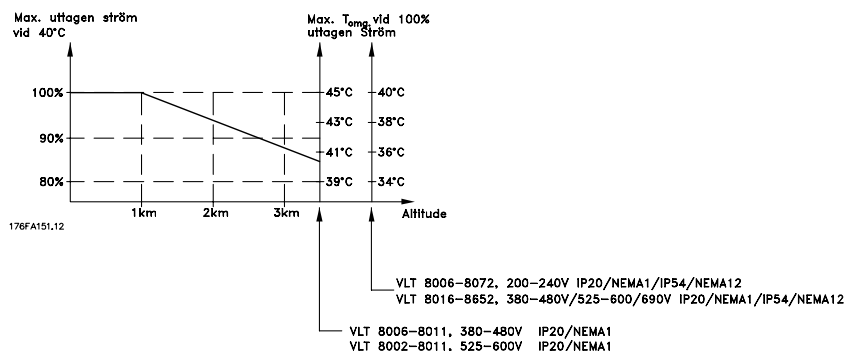 Max. uttagen ström
vid 40°C
Max. Tomg. vid 100%
uttagen Ström
100%
90%
80%
45°C
43°C
41°C
39°C
40°C
38°C
36°C
34°C
1km
2km
3km
Altitude
176FA151.12
VLT 8006-8072, 200-240V IP20/NEMA1/IP54/NEMA12
VLT 8016-8652, 380-480V/525-600/690V IP20/NEMA1/IP54/NEMA12
VLT 8006-8011, 380-480V IP20/NEMA1
VLT 8002-8011, 525-600V IP20/NEMA1